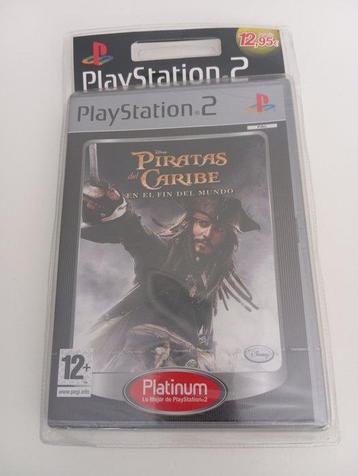 12,95€
PlayStation 2
PlayStation 2
Disney
PIRATAS
del CARIBE
EN EL FIN DEL MUNDO
12+
www.pegi.info
Disney
Platinum
Lo Mejor de PlayStation 2